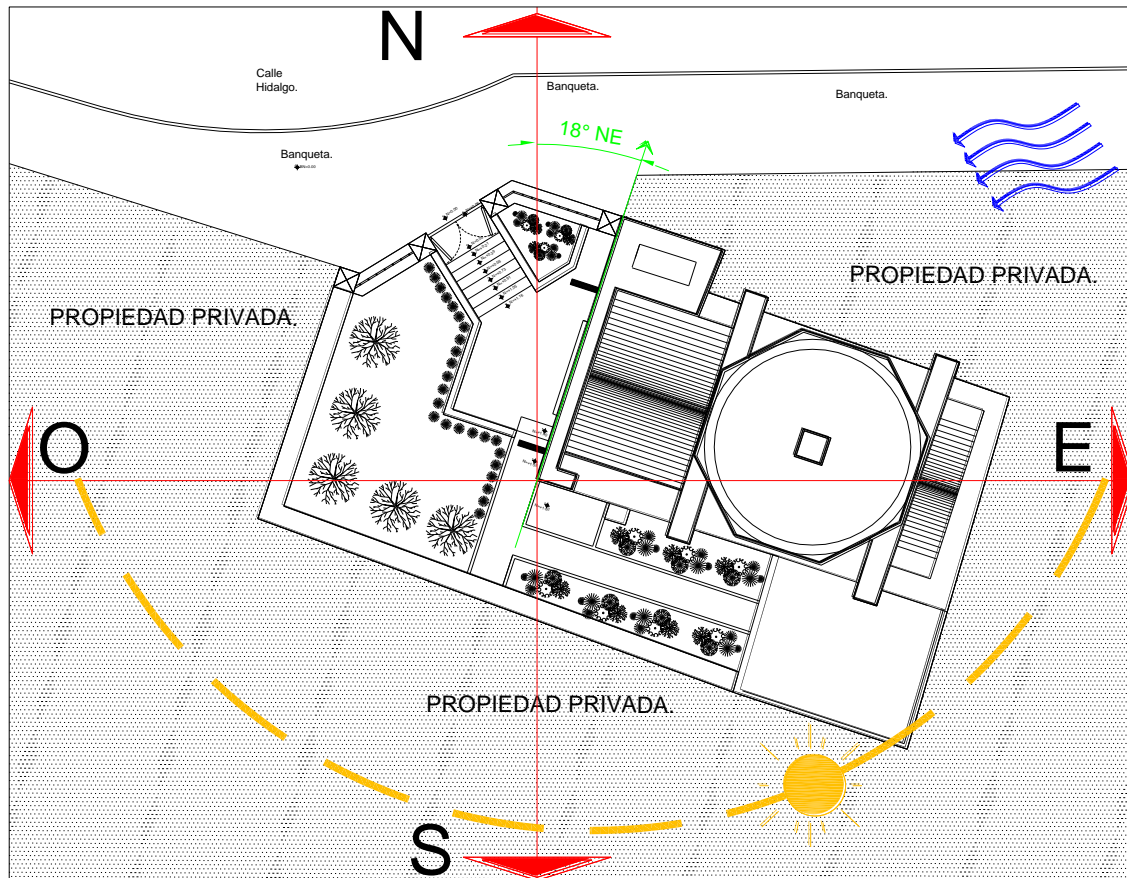 N
Calle
Hidalgo.
Banqueta.
Banqueta.
18° NE
Banqueta.
PROPIEDAD PRIVADA.
PROPIEDAD PRIVADA.
O
E
PROPIEDAD PRIVADA.
S